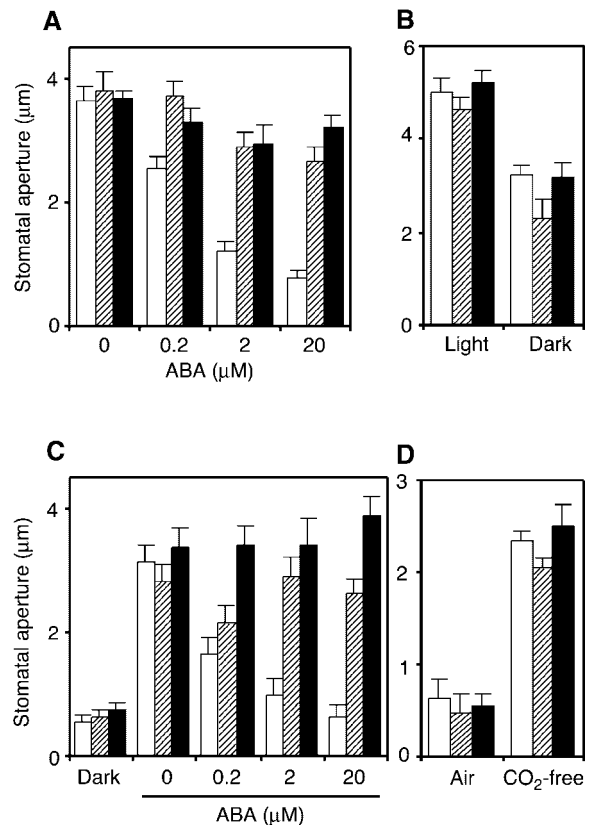 A
Stomatal aperture (μm)
4
2
0
0 0.2 2 20
ABA (μM)
B
6
4
2
0
Light Dark
C
Stomatal aperture (μm)
4
2
0
Dark 0 0.2 2 20
ABA (μM)
D
3
2
1
0
Air CO₂-free